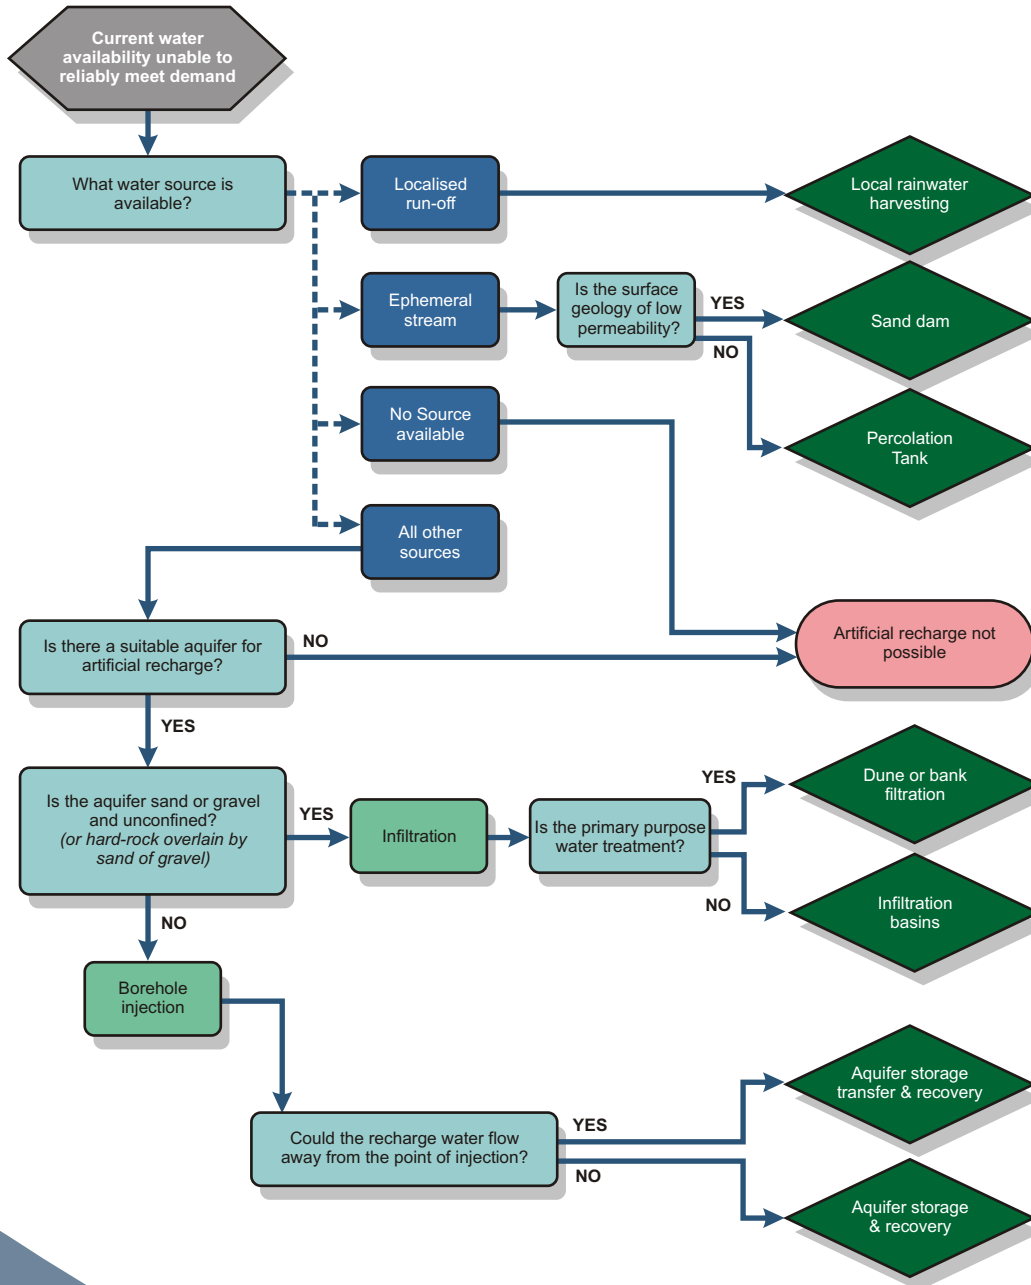 Current water
availability unable to
reliably meet demand
What water source is
available?
Localised
run-off
Local rainwater
harvesting
Ephemeral
stream
Is the surface
geology of low
permeability?
YES
NO
Sand dam
Percolation
Tank
No Source
available
All other
sources
Is there a suitable aquifer for
artificial recharge?
NO
Artificial recharge not
possible
YES
Is the aquifer sand or gravel
and unconfined?
(or hard-rock overlain by
sand of gravel)
YES
Infiltration
Is the primary purpose
water treatment?
YES
Dune or bank
filtration
NO
Infiltration
basins
NO
Borehole
injection
Could the recharge water flow
away from the point of injection?
YES
Aquifer storage
transfer & recovery
NO
Aquifer storage
& recovery